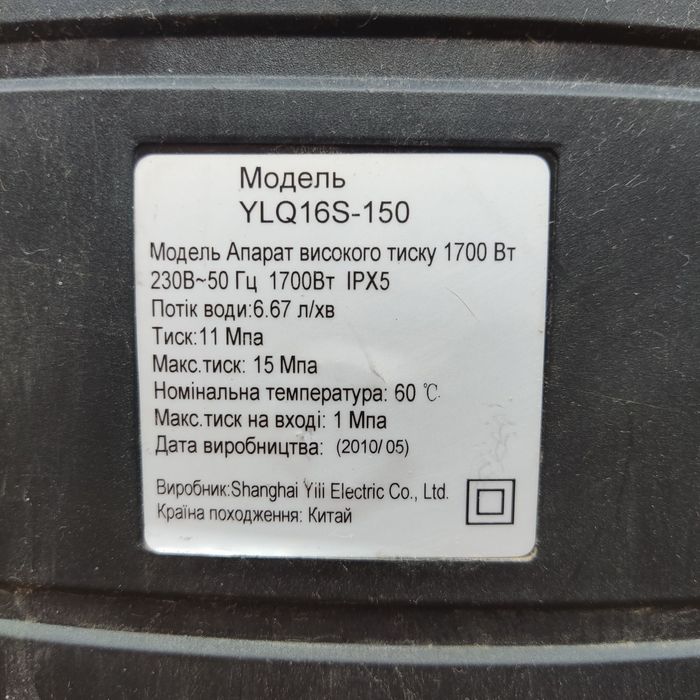 Модель
YLQ16S-150
Модель Апарат високого тиску 1700 Вт
230В~50 Гц 1700Вт IPX5
Потік води:6.67 л/хв
Тиск:11 Мпа
Макс.тиск: 15 Мпа
Номінальна температура: 60 ℃
Макс.тиск на вході: 1 Мпа
Дата виробництва: (2010/05)
Виробник:Shanghai Yili Electric Co., Ltd.
Країна походження: Китай